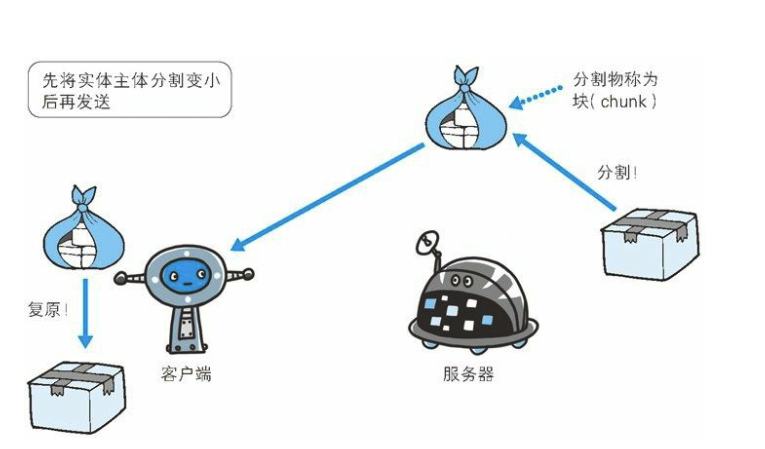 先将实体主体分割变小
后再发送
分割物称为
块( chunk )
分割!
复原!
客户端
服务器